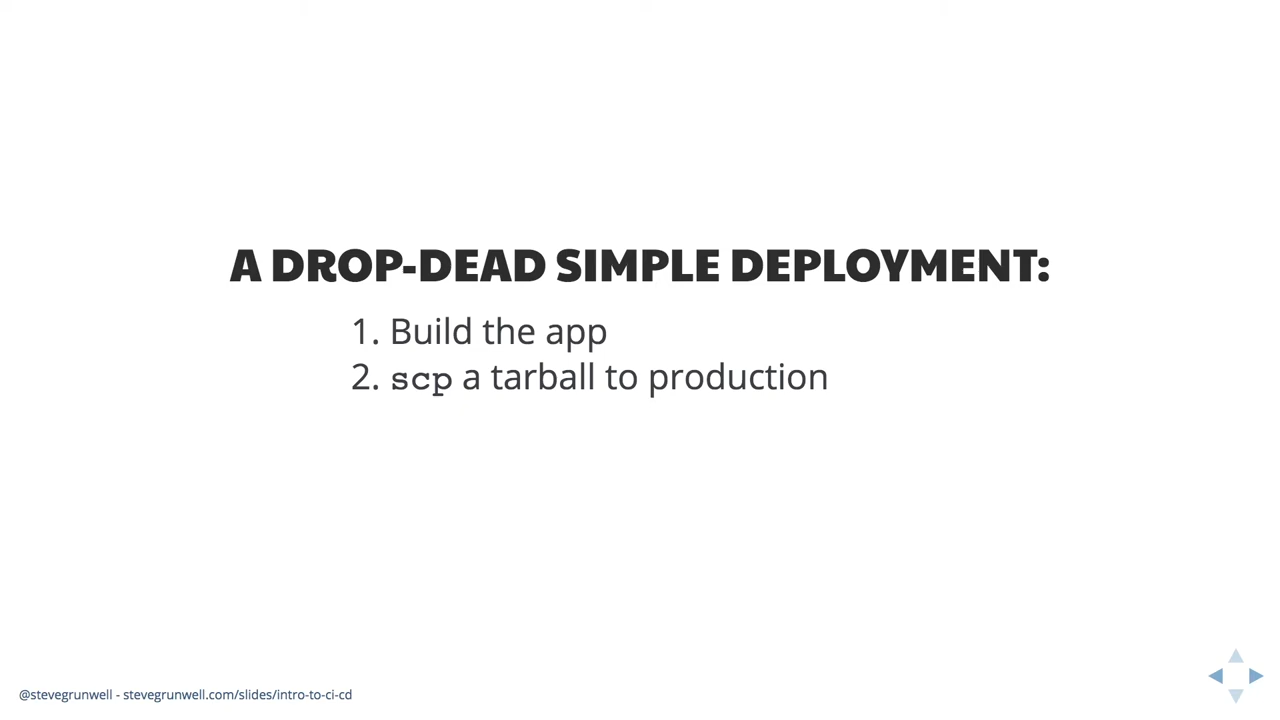 A DROP-DEAD SIMPLE DEPLOYMENT:
1. Build the app
2. scp a tarball to production
@stevegrunwell - stevegrunwell.com/slides/intro-to-ci-cd